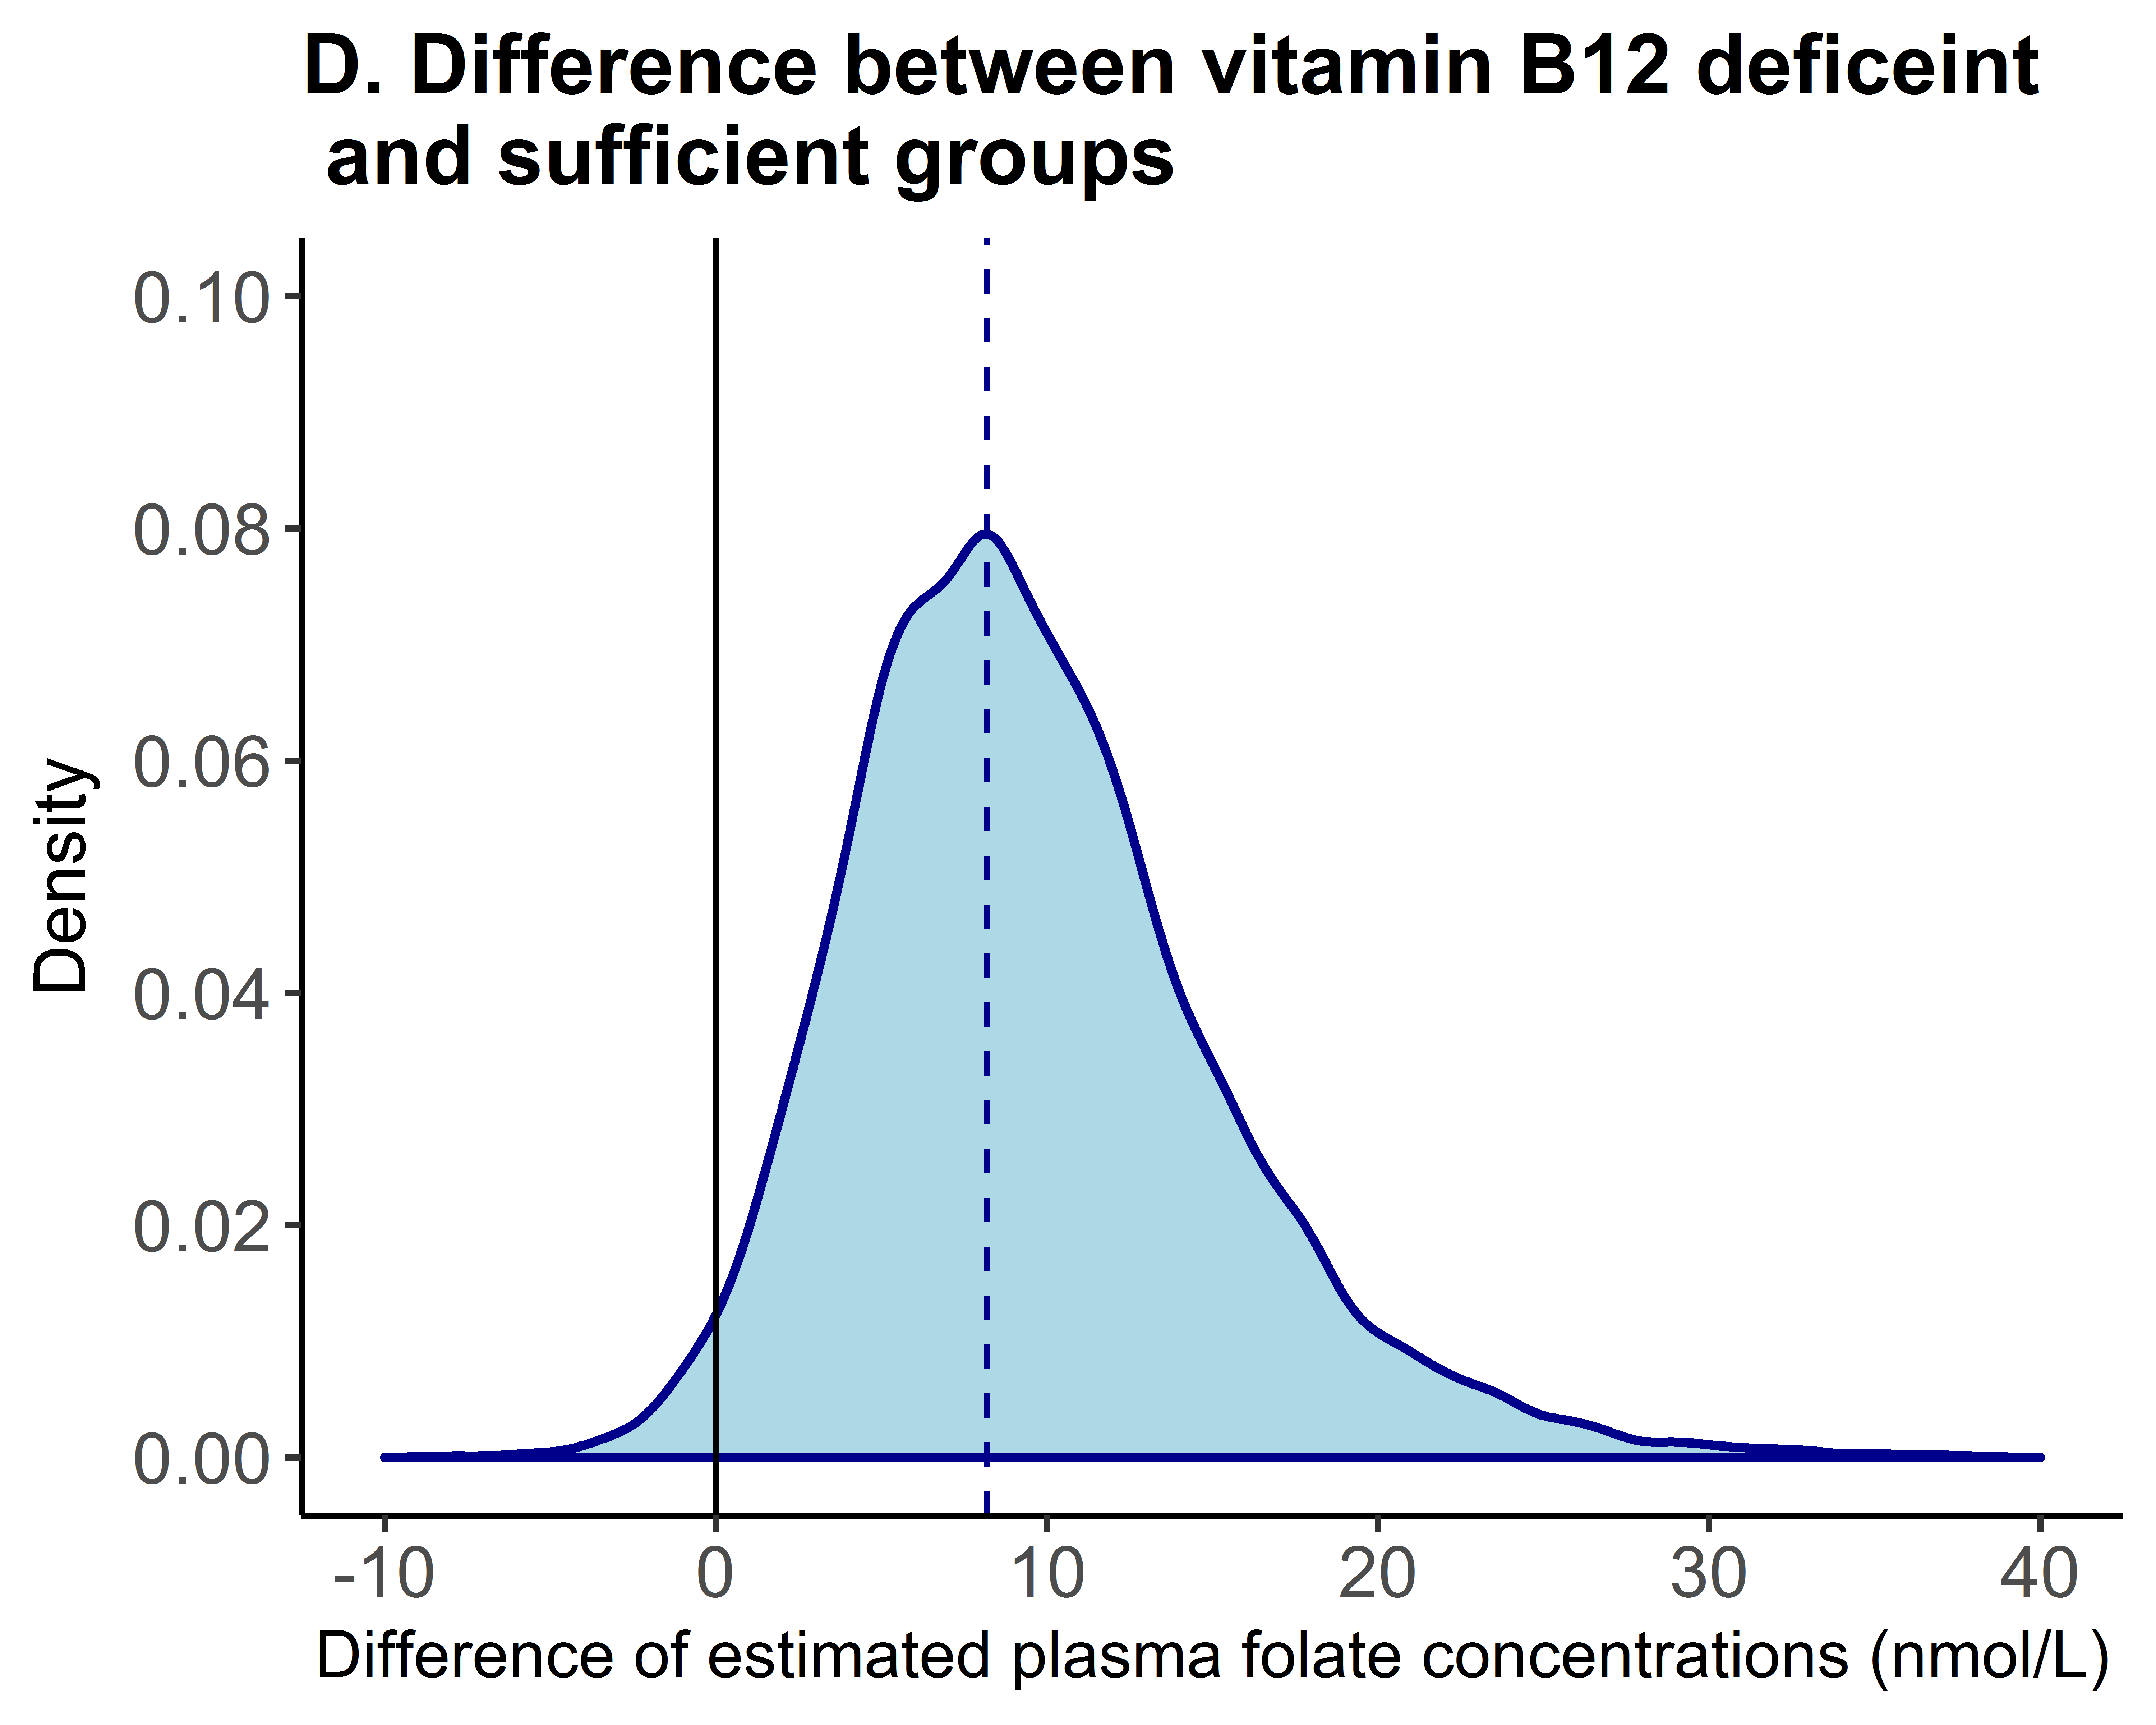 D. Difference between vitamin B12 deficeint
and sufficient groups
0.10
0.08
0.06
0.04
0.02
0.00
Density
-10 0 10 20 30 40
Difference of estimated plasma folate concentrations (nmol/L)